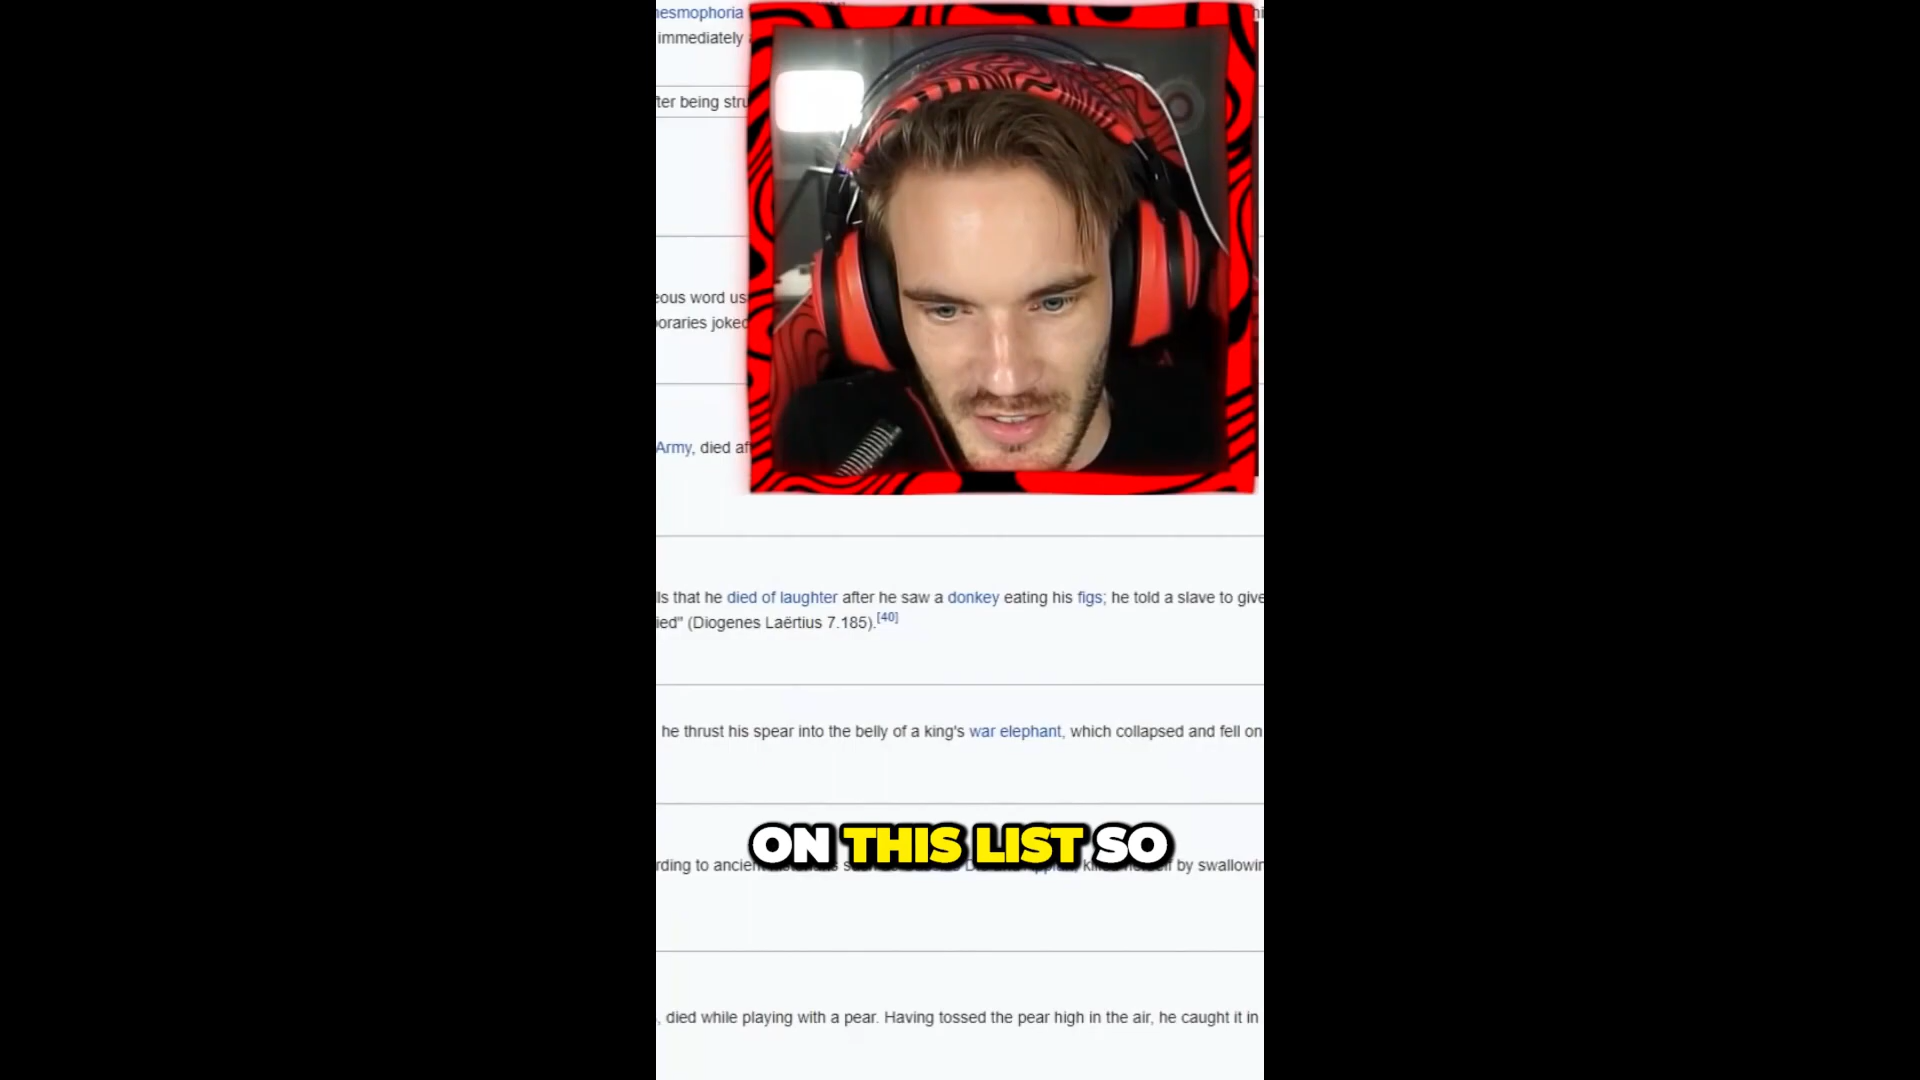 nesmophoria
immediately
fter being stru
eous word us
oraries joked
Army, died af
ls that he died of laughter after he saw a donkey eating his figs; he told a slave to give
ied" (Diogenes Laërtius 7.185).[40]
he thrust his spear into the belly of a king's war elephant, which collapsed and fell on
ON THIS LIST SO
rding to ancien
by swallowin
, died while playing with a pear. Having tossed the pear high in the air, he caught it in